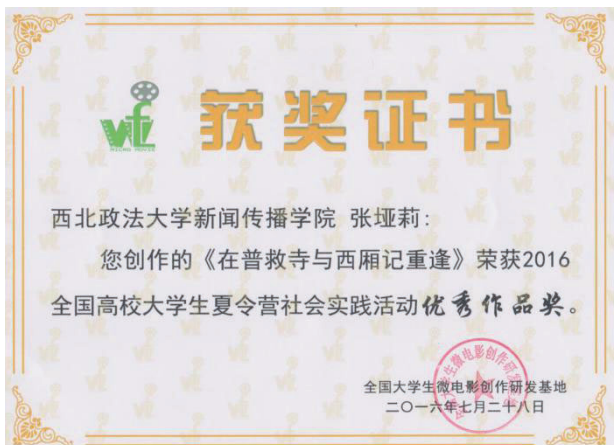 获奖证书
西北政法大学新闻传播学院 张垭莉：
您创作的《在普救寺与西厢记重逢》荣获2016
全国高校大学生夏令营社会实践活动优秀作品奖。
全国大学生微电影创作研发基地
二〇一六年七月二十八日